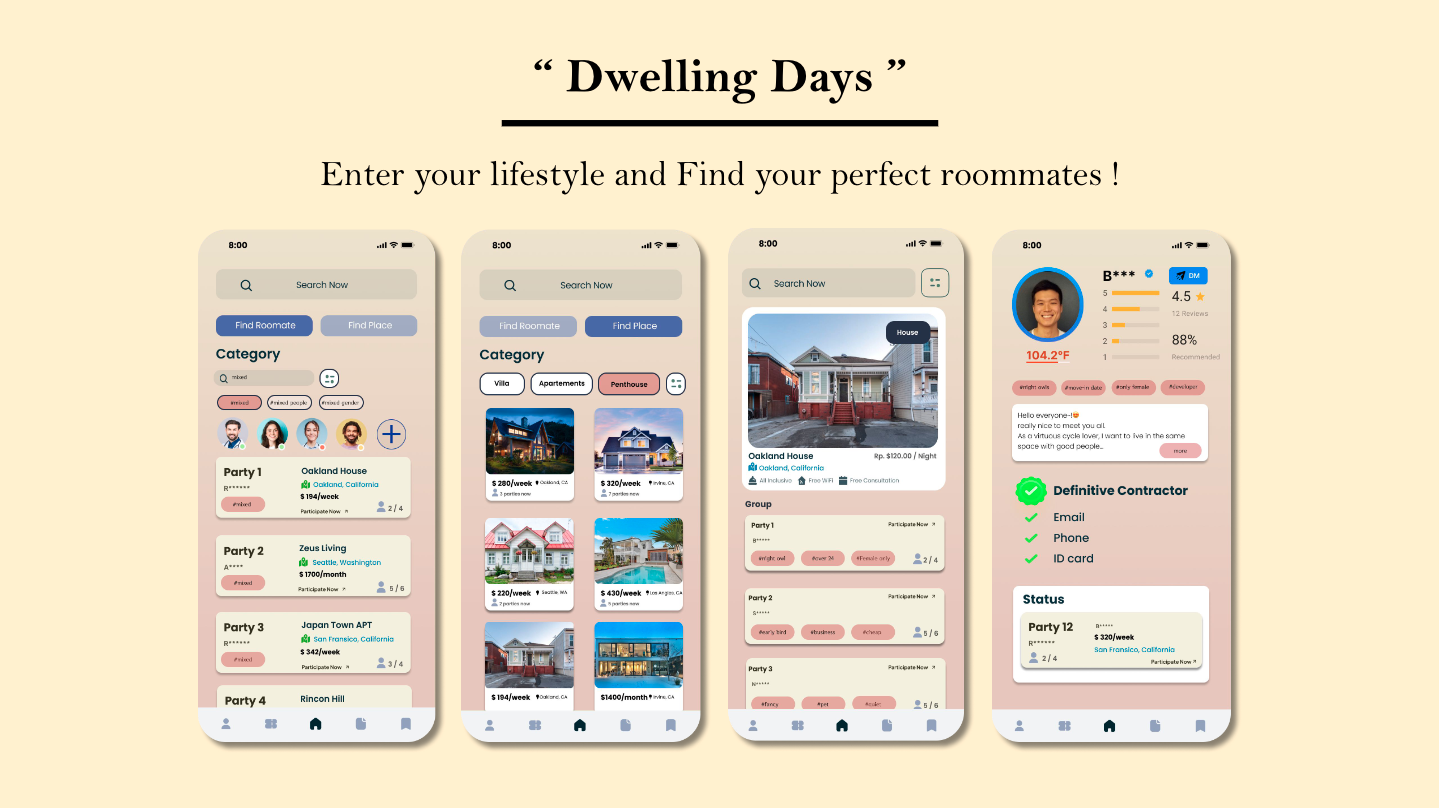 “ Dwelling Days ”
Enter your lifestyle and Find your perfect roommates !
8:00
Search Now
Find Roomate
Find Place
Category
mixed
#mixed
#mixed people
#mixed gender
Party 1
Oakland House
R******
Oakland, California
#mixed
$ 194/week
Participate Now
2 / 4
Party 2
Zeus Living
A****
Seattle, Washington
#mixed
$ 1700/month
Participate Now
5 / 6
Party 3
Japan Town APT
R******
San Fransico, California
#mixed
$ 342/week
Participate Now
3 / 4
Party 4
Rincon Hill
8:00
Search Now
Find Roomate
Find Place
Category
Villa
Apartements
Penthouse
$ 280/week
Oakland, CA
3 parties now
$ 320/week
Irvine, CA
7 parties now
$ 220/week
Seattle, WA
2 parties now
$ 430/week
Los Angles, CA
5 parties now
$ 194/week
Oakland, CA
$1400/month
Irvine, CA
8:00
Search Now
House
Oakland House
Rp. $120.00 / Night
Oakland, California
All Inclusive
Free WiFi
Free Consultation
Group
Party 1
Participate Now
B*****
#night owl
#over 24
#Female only
2 / 4
Party 2
Participate Now
S*****
#early bird
#business
#cheap
5 / 6
Party 3
Participate Now
N*****
#fancy
#pet
#quiet
5 / 6
8:00
B***
DM
5
4
3
2
1
4.5
12 Reviews
88%
Recommended
104.2°F
#night owls
#move-in date
#only female
#developer
Hello everyone~!😍
really nice to meet you all.
As a virtuous cycle lover, I want to live in the same
space with good people...
more
Definitive Contractor
Email
Phone
ID card
Status
Party 12
B*****
R******
$ 320/week
San Fransico, California
2 / 4
Participate Now